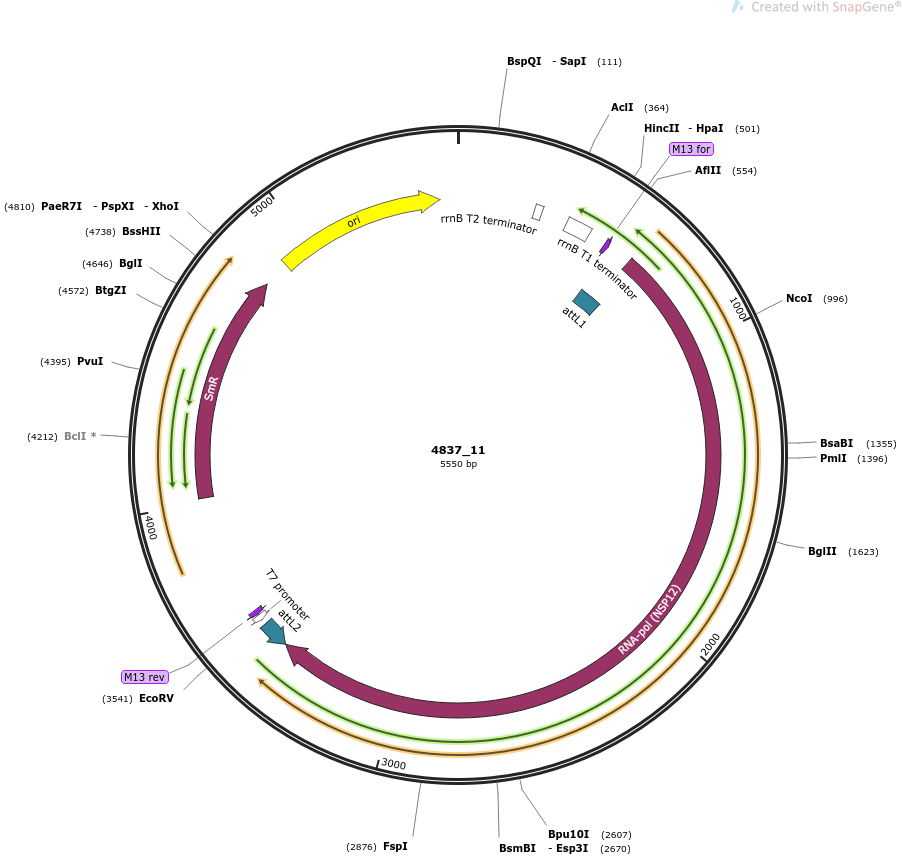 Created with SnapGene®
BspQI - SapI (111)
AclI (364)
HincII - HpaI (501)
M13 for
AflII (554)
(4810) PaeR7I - PspXI - XhoI
(4738) BssHII
(4646) BglI
(4572) BtgZI
(4395) PvuI
(4212) BclI *
5000
ori
rrnB T2 terminator
rrnB T1 terminator
attL1
1000
NcoI (996)
SmR
4837_11
5550 bp
BsaBI (1355)
PmlI (1396)
BglII (1623)
4000
T7 promoter
attL2
RNA-pol (NSP12)
2000
M13 rev
(3541) EcoRV
3000
(2876) FspI
Bpu10I (2607)
BsmBI - Esp3I (2670)